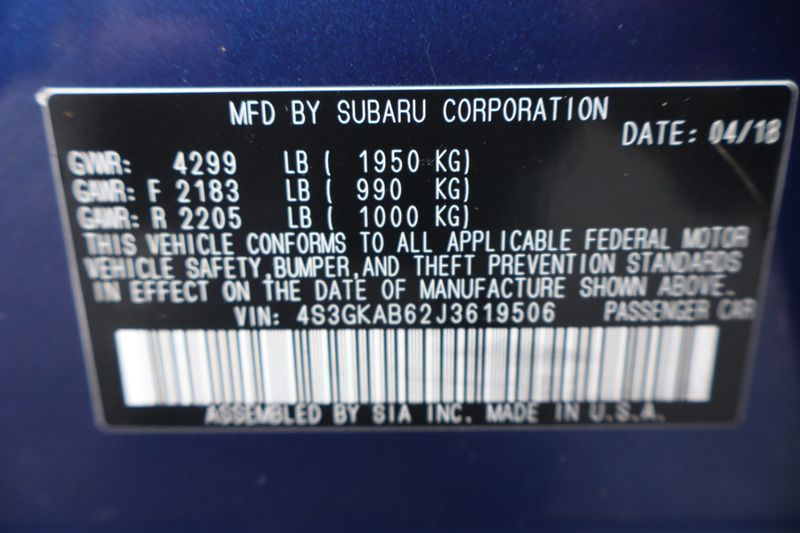 MFD BY SUBARU CORPORATION
DATE: 04/18
GVWR: 4299 LB ( 1950 KG)
GAWR: F 2183 LB ( 990 KG)
GAWR: R 2205 LB ( 1000 KG)
THIS VEHICLE CONFORMS TO ALL APPLICABLE FEDERAL MOTOR
VEHICLE SAFETY,BUMPER,AND THEFT PREVENTION STANDARDS
IN EFFECT ON THE DATE OF MANUFACTURE SHOWN ABOVE.
VIN: 4S3GKAB62J3619506 PASSENGER CAR
ASSEMBLED BY SIA INC. MADE IN U.S.A.